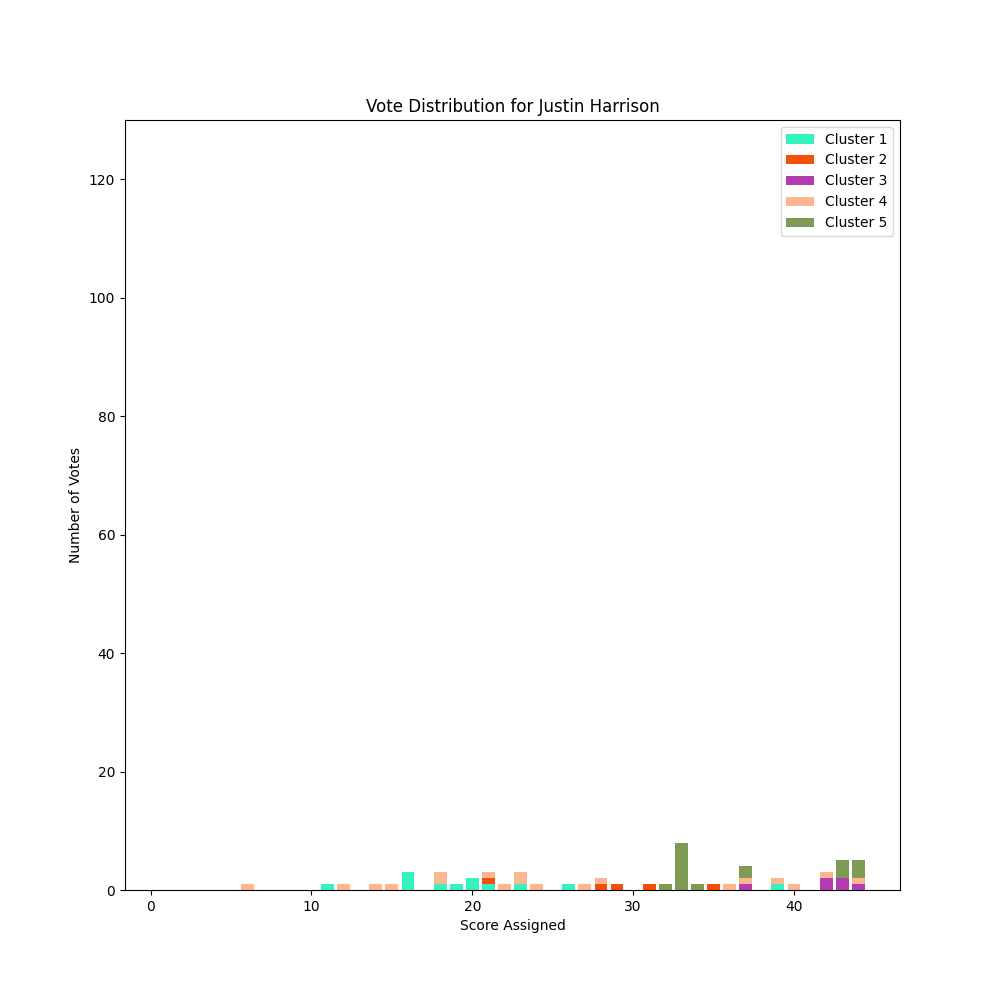 Vote Distribution for Justin Harrison
Cluster 1
Cluster 2
Cluster 3
Cluster 4
Cluster 5
120
100
80
60
40
20
0
Number of Votes
0 10 20 30 40
Score Assigned